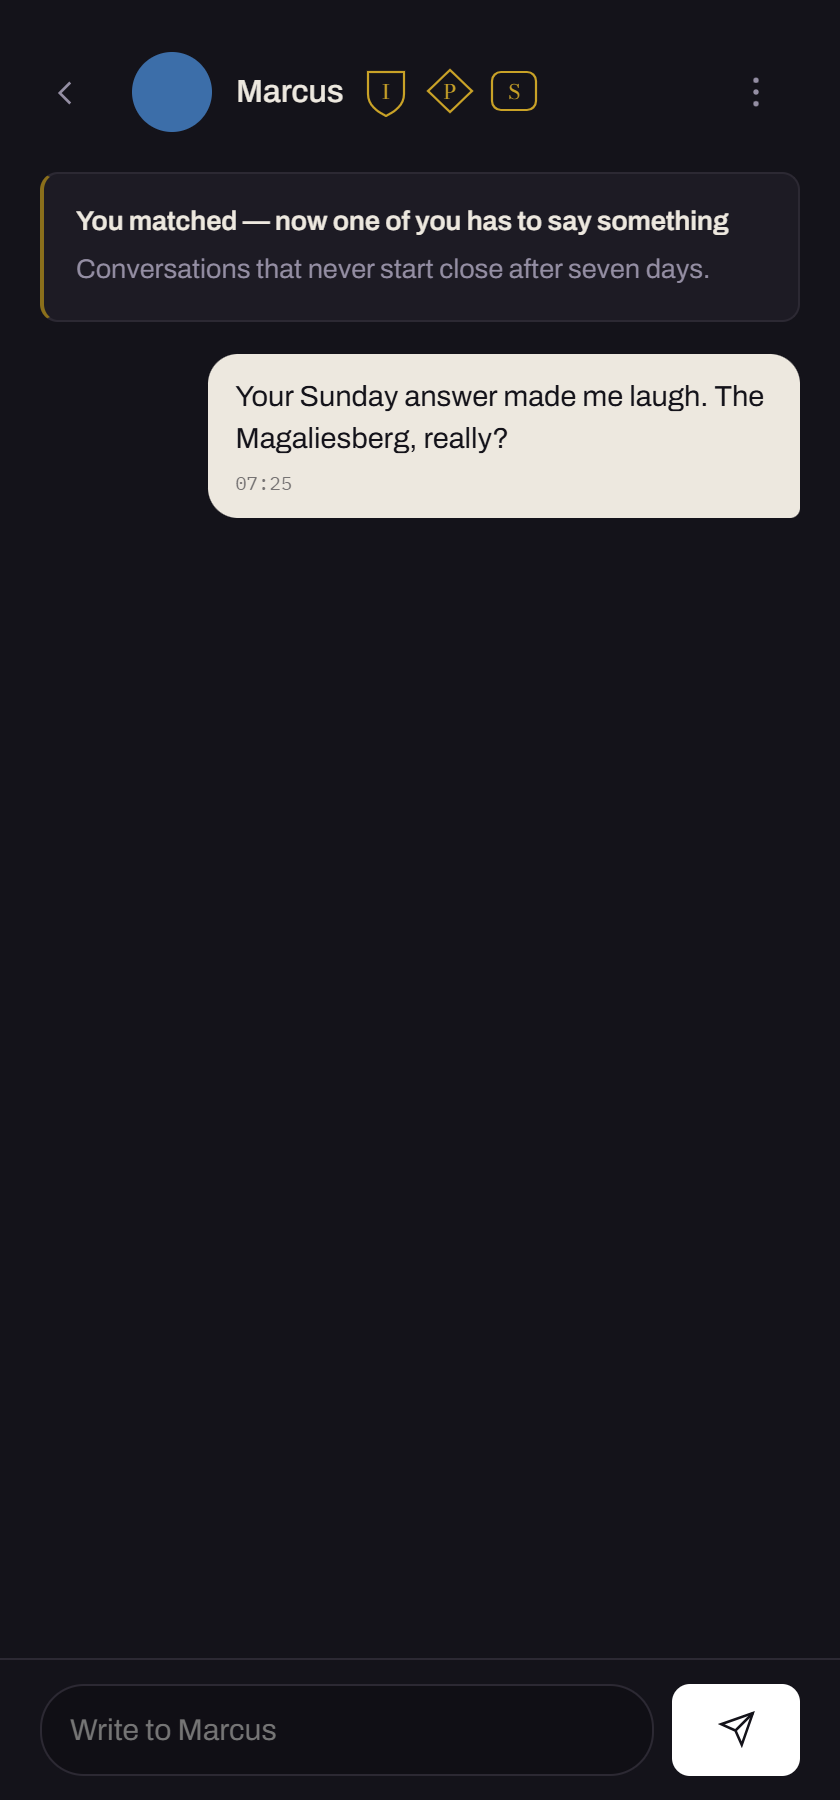 Marcus I P S
You matched — now one of you has to say something
Conversations that never start close after seven days.
Your Sunday answer made me laugh. The
Magaliesberg, really?
07:25
Write to Marcus